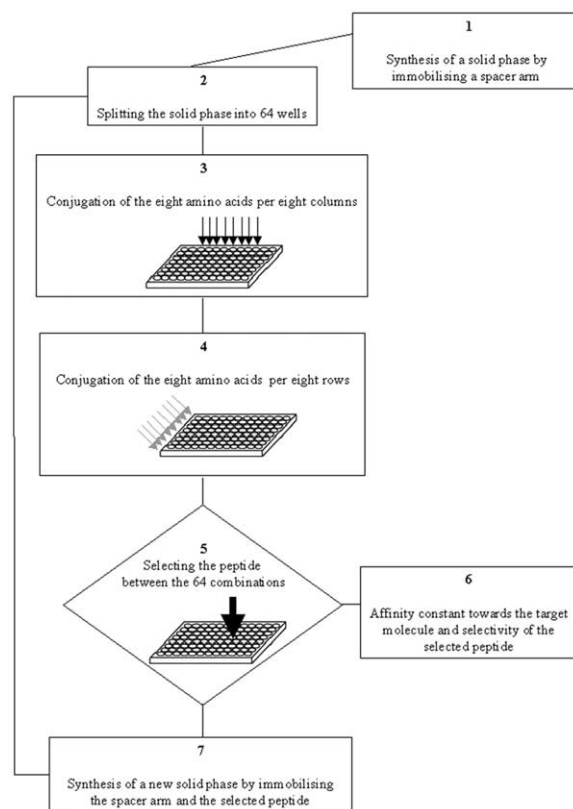 1
Synthesis of a solid phase by
immobilising a spacer arm
2
Splitting the solid phase into 64 wells
3
Conjugation of the eight amino acids per eight columns
4
Conjugation of the eight amino acids per eight rows
5
Selecting the peptide
between the 64 combinations
6
Affinity constant towards the target
molecule and selectivity of the
selected peptide
7
Synthesis of a new solid phase by immobilising
the spacer arm and the selected peptide